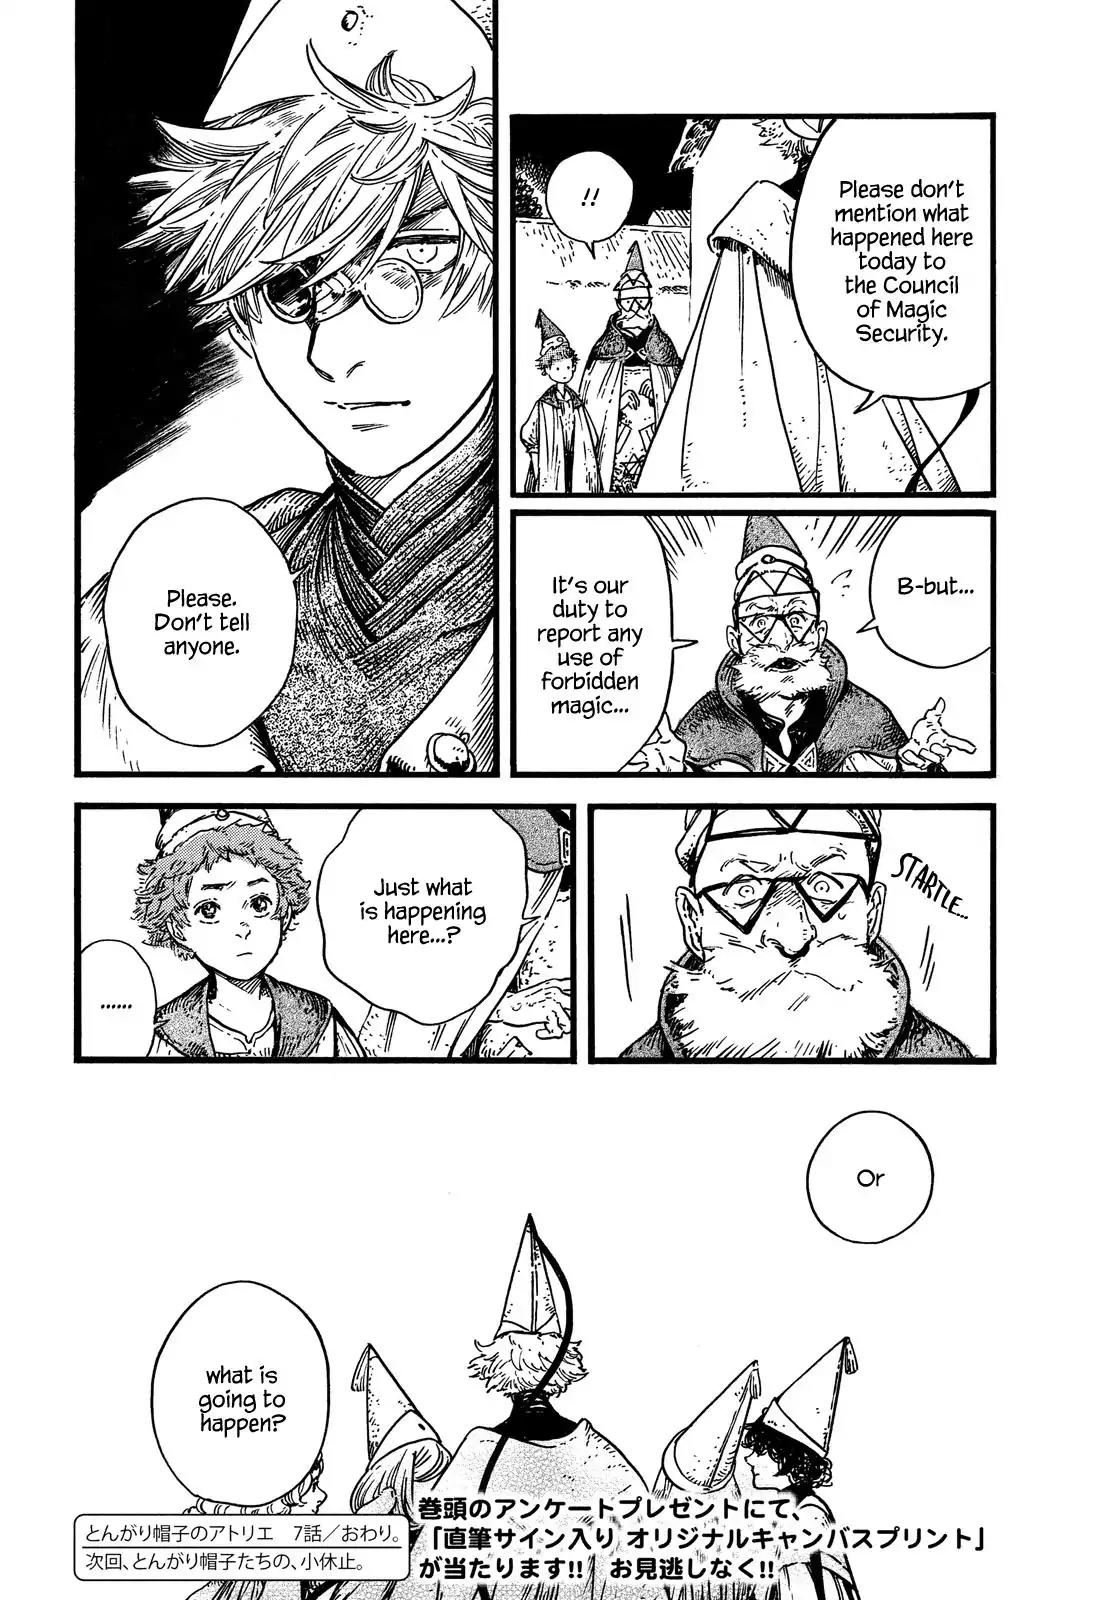 Please don't
mention what
happened here
today to
the Council
of Magic
Security.
!!
B-but...
It's our
duty to
report any
use of
forbidden
magic...
Please.
Don't tell
anyone.
STARTLE...
Just what
is happening
here...?
......
Or
what is
going to
happen?
巻頭のアンケートプレゼントにて、
「直筆サイン入り オリジナルキャンバスプリント」
が当たります!! お見逃しなく!!
とんがり帽子のアトリエ 7話／おわり。
次回、とんがり帽子たちの、小休止。